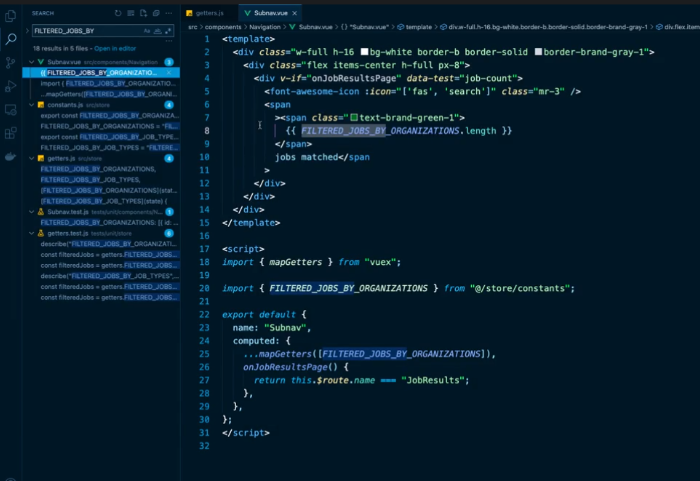 SEARCH
FILTERED_JOBS_BY
18 results in 5 files - Open in editor
Subnav.vue src/components/Navigation 3
{{ FILTERED_JOBS_BY_ORGANIZATIO...
import { FILTERED_JOBS_BY_ORGANIZATIO...
...mapGetters([FILTERED_JOBS_BY_ORGANI...
constants.js src/store
export const FILTERED_JOBS_BY_ORGANIZ...
FILTERED_JOBS_BY_ORGANIZATIONS = "FIL...
export const FILTERED_JOBS_BY_JOB_TYPE...
FILTERED_JOBS_BY_JOB_TYPES = "FILTERE...
getters.js src/store 4
FILTERED_JOBS_BY_ORGANIZATIONS,
FILTERED_JOBS_BY_JOB_TYPES,
[FILTERED_JOBS_BY_ORGANIZATIONS](stat...
[FILTERED_JOBS_BY_JOB_TYPES](state) {
Subnav.test.js tests/unit/components/N... 1
FILTERED_JOBS_BY_ORGANIZATIONS: [{ id: ...
getters.test.js tests/unit/store 6
describe("FILTERED_JOBS_BY_ORGANIZATI...
const filteredJobs = getters.FILTERED_JOBS...
const filteredJobs = getters.FILTERED_JOBS...
describe("FILTERED_JOBS_BY_JOB_TYPES", ...
const filteredJobs = getters.FILTERED_JOBS...
const filteredJobs = getters.FILTERED_JOBS...
getters.js Subnav.vue
src > components > Navigation > Subnav.vue > {} "Subnav.vue" > template > div.w-full.h-16.bg-white.border-b.border-solid.border-brand-gray-1 > div.flex.items
1 <template>
2 <div class="w-full h-16 bg-white border-b border-solid border-brand-gray-1">
3 <div class="flex items-center h-full px-8">
4 <div v-if="onJobResultsPage" data-test="job-count">
5 <font-awesome-icon :icon="['fas', 'search']" class="mr-3" />
6 <span
7 ><span class="text-brand-green-1">
8 {{ FILTERED_JOBS_BY_ORGANIZATIONS.length }}
9 </span>
10 jobs matched</span
11 >
12 </div>
13 </div>
14 </div>
15 </template>
16
17 <script>
18 import { mapGetters } from "vuex";
19
20 import { FILTERED_JOBS_BY_ORGANIZATIONS } from "@/store/constants";
21
22 export default {
23 name: "Subnav",
24 computed: {
25 ...mapGetters([FILTERED_JOBS_BY_ORGANIZATIONS]),
26 onJobResultsPage() {
27 return this.$route.name === "JobResults";
28 },
29 },
30 };
31 </script>
32